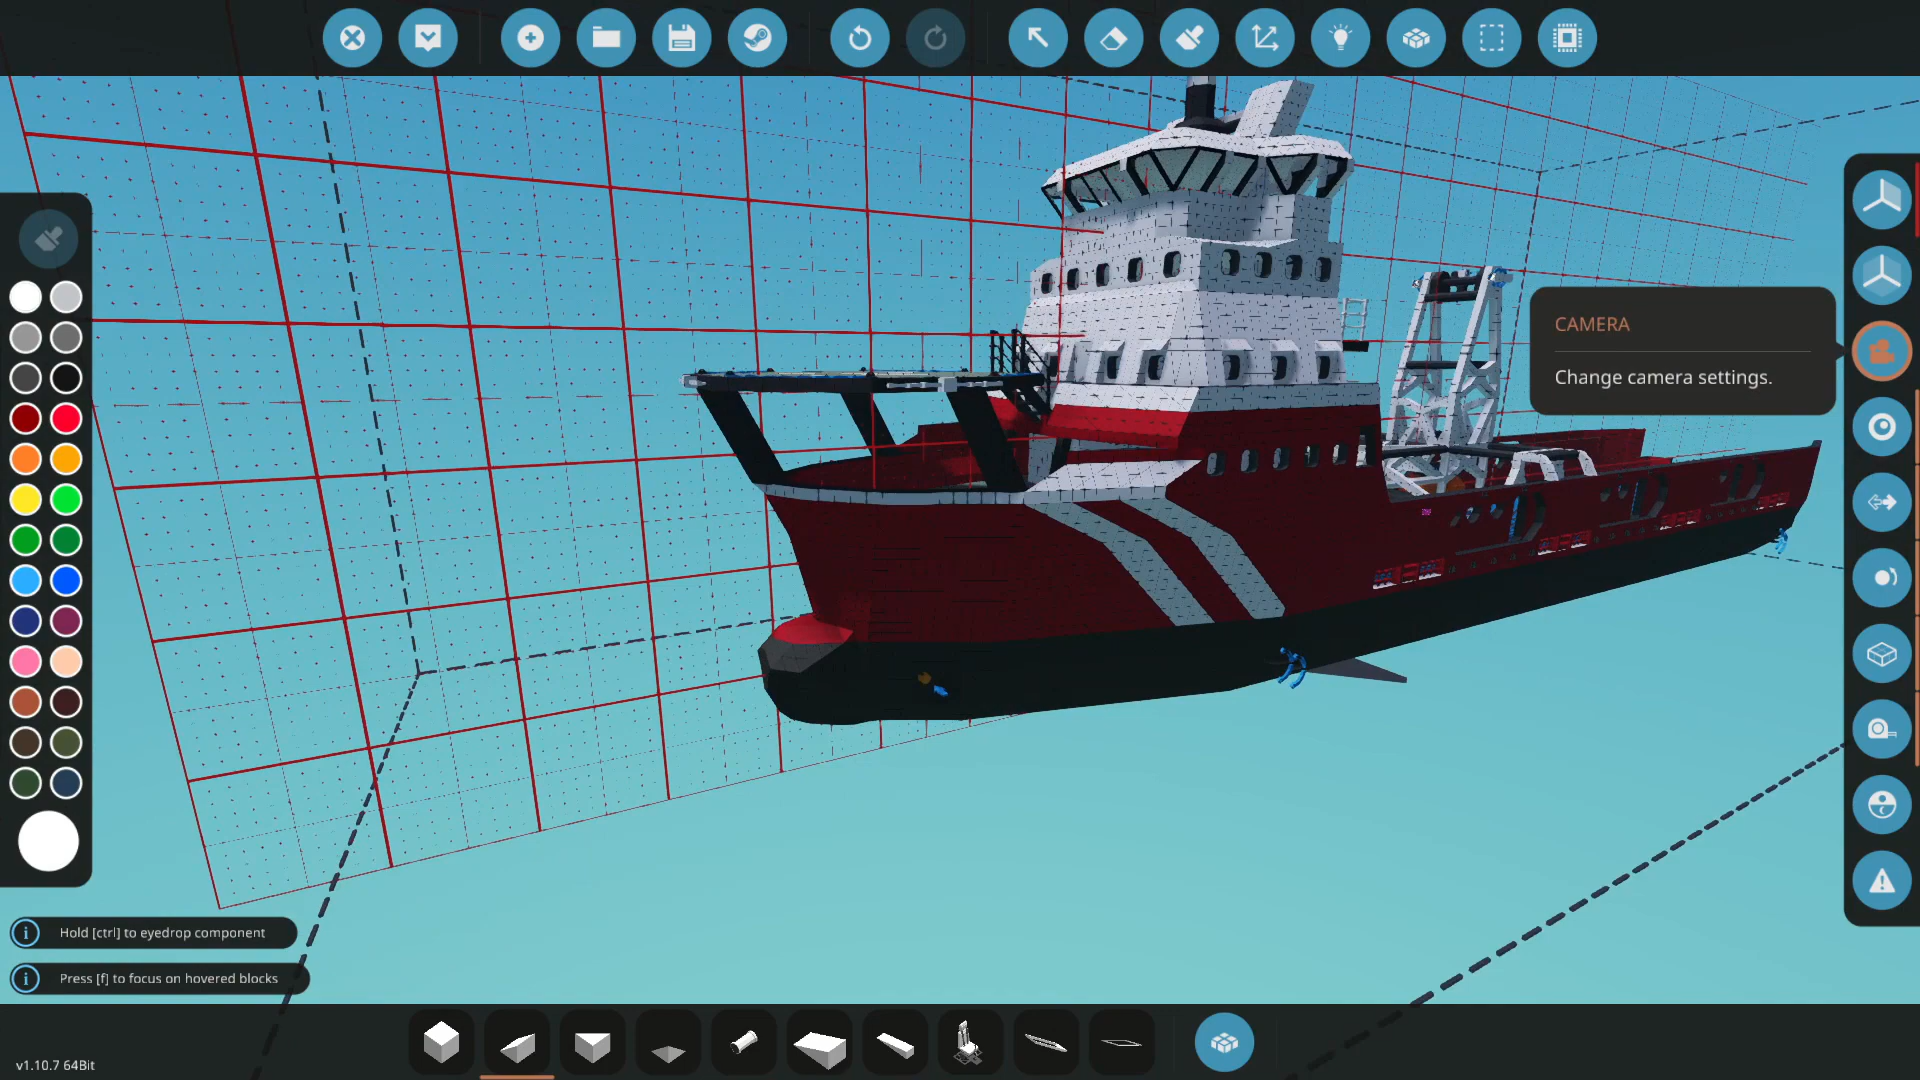 CAMERA
Change camera settings.
Hold [ctrl] to eyedrop component
Press [f] to focus on hovered blocks
v1.10.7 64Bit